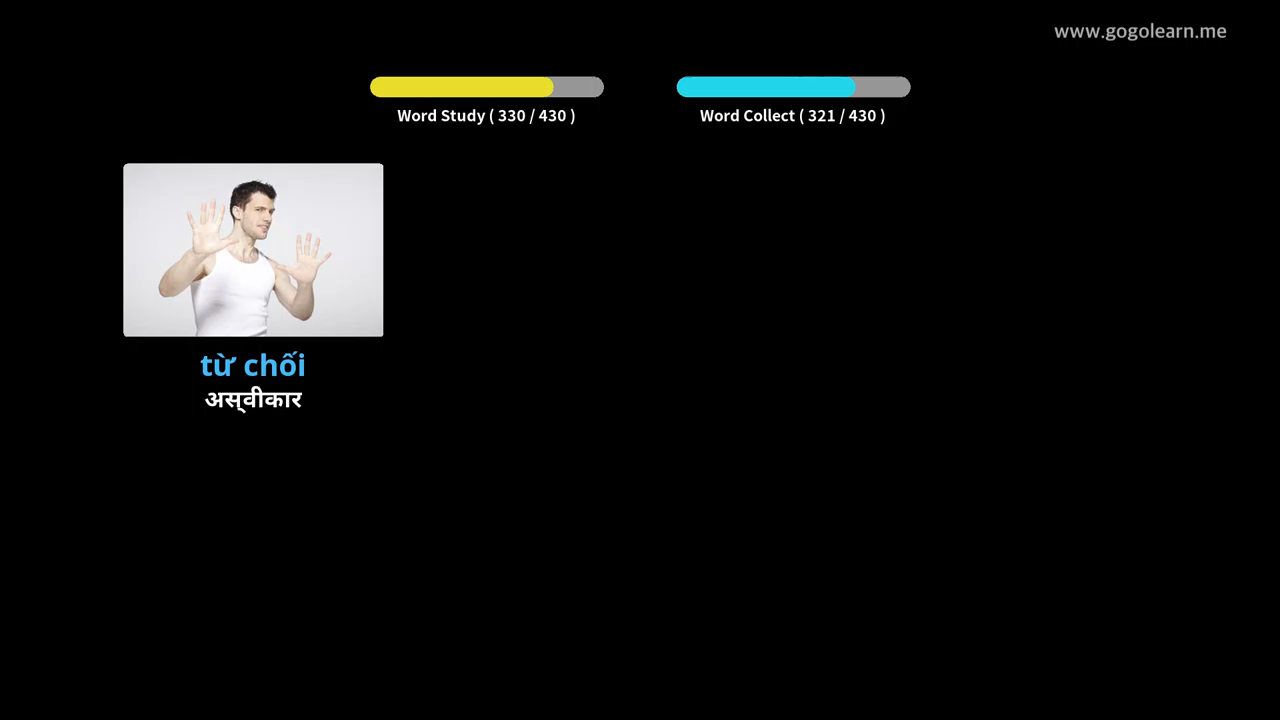 www.gogolearn.me
Word Study ( 330 / 430 )
Word Collect ( 321 / 430 )
từ chối
अस्वीकार